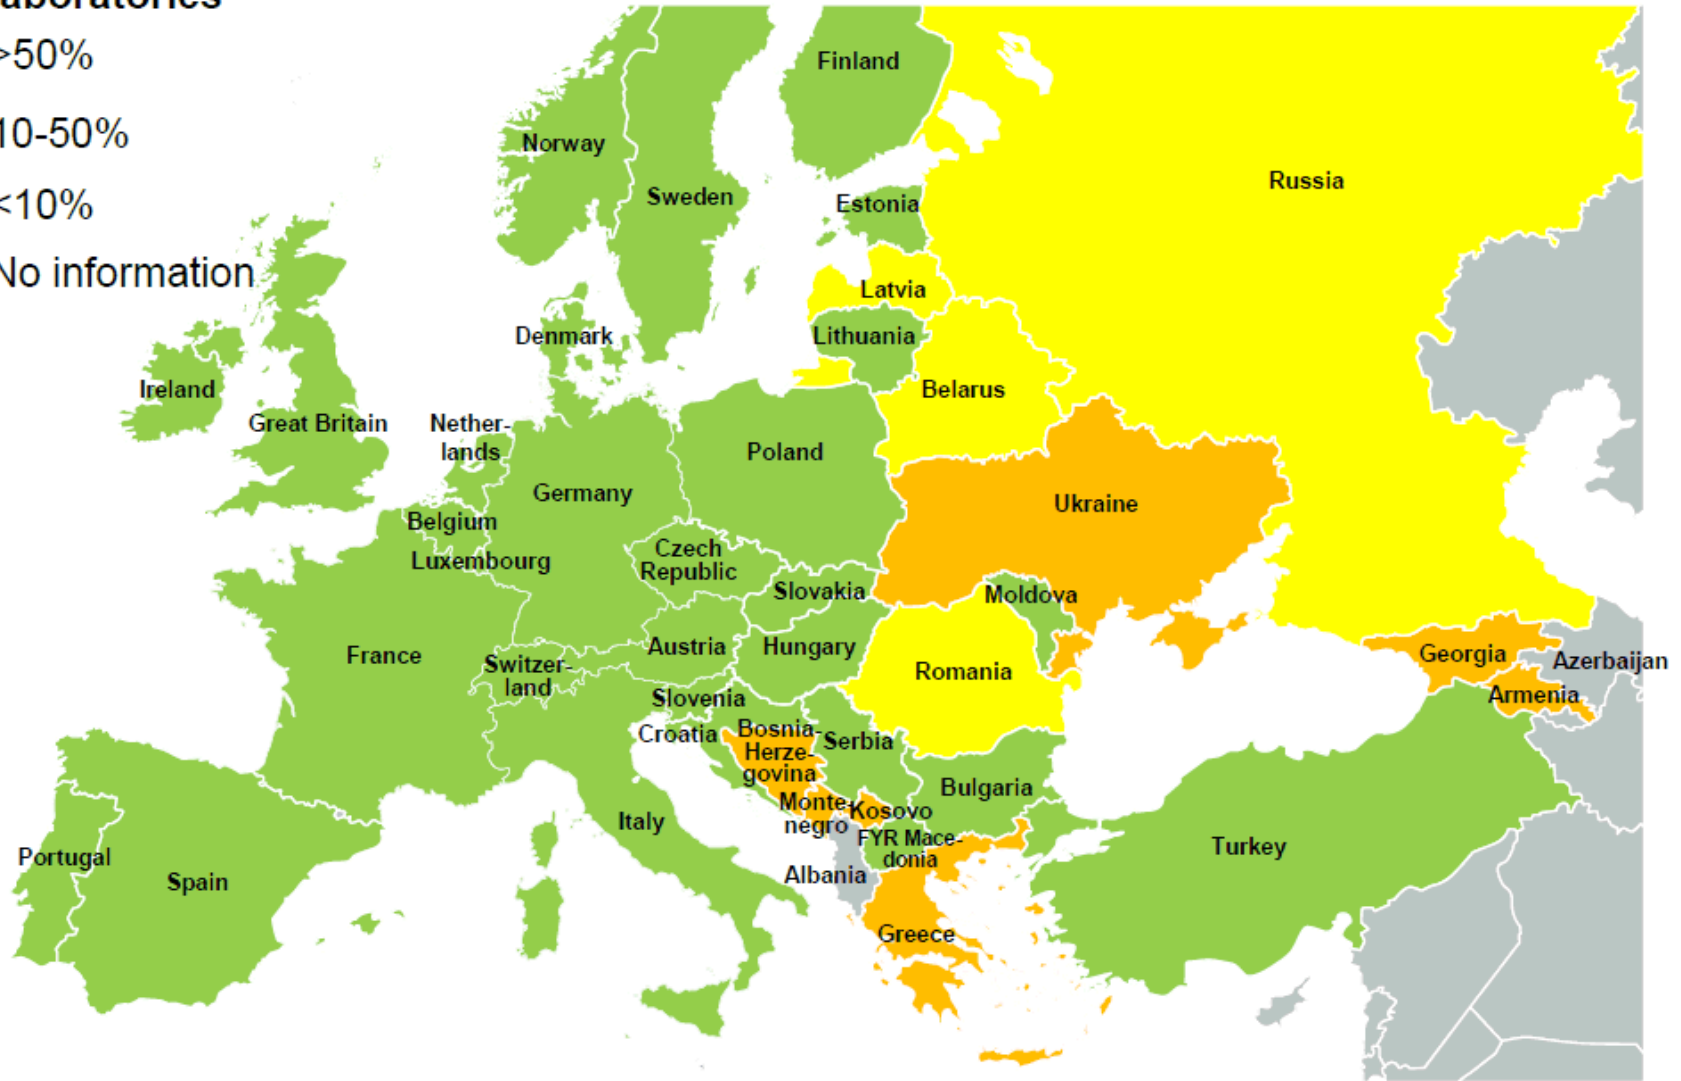 aboratories
>50%
10-50%
<10%
No information
Finland
Norway
Sweden
Russia
Estonia
Latvia
Lithuania
Denmark
Belarus
Ireland
Great Britain
Nether-
lands
Poland
Germany
Ukraine
Belgium
Luxembourg
Czech
Republic
Slovakia
Moldova
France
Austria
Hungary
Switzer-
land
Romania
Georgia
Azerbaijan
Armenia
Slovenia
Croatia
Bosnia-
Herze-
govina
Serbia
Bulgaria
Monte-
negro
Kosovo
FYR Mace-
donia
Italy
Albania
Turkey
Portugal
Spain
Greece